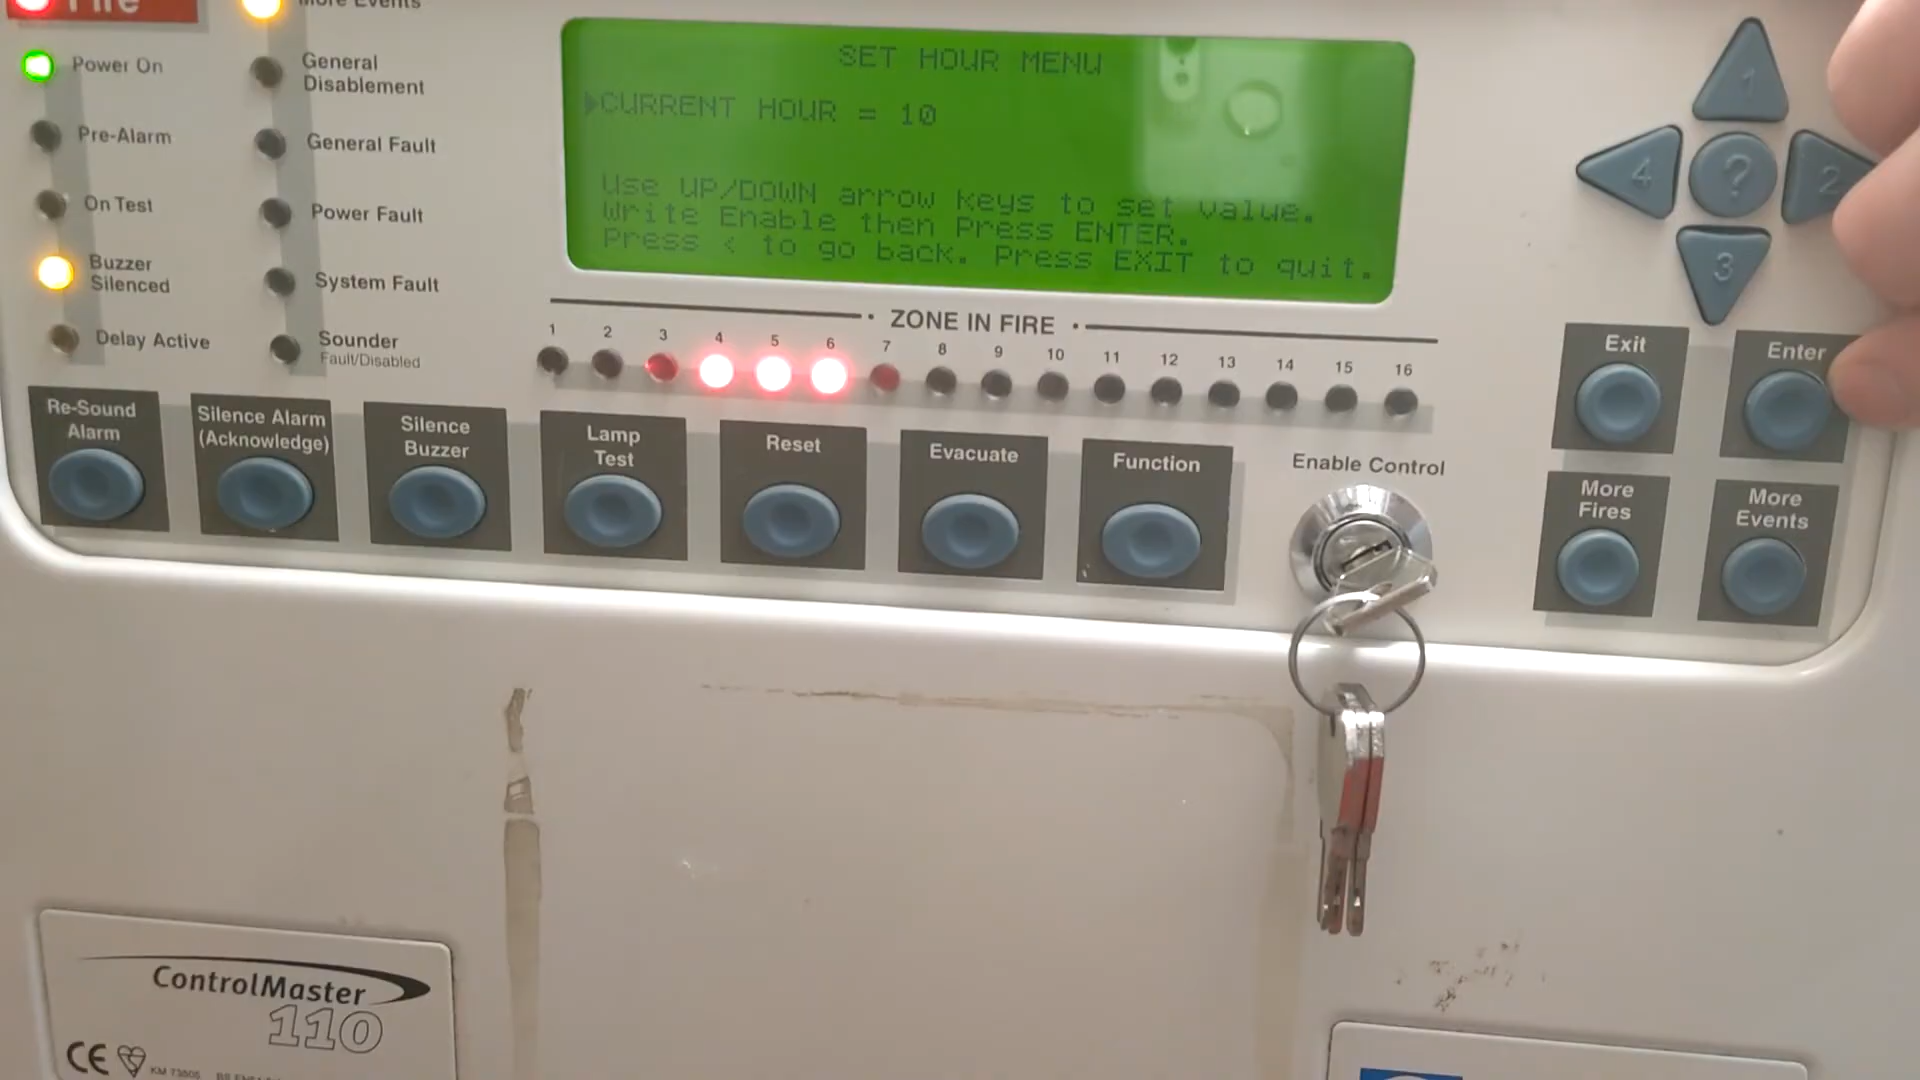 Fire
More Events
Power On
General
Disablement
Pre-Alarm
General Fault
On Test
Power Fault
Buzzer
Silenced
System Fault
Delay Active
Sounder
Fault/Disabled
SET HOUR MENU
CURRENT HOUR = 10
Use UP/DOWN arrow keys to set value.
Write Enable then Press ENTER.
Press < to go back. Press EXIT to quit.
1
4 ? 2
3
ZONE IN FIRE
1 2 3 4 5 6 7 8 9 10 11 12 13 14 15 16
Exit
Enter
Re-Sound
Alarm
Silence Alarm
(Acknowledge)
Silence
Buzzer
Lamp
Test
Reset
Evacuate
Function
Enable Control
More
Fires
More
Events
ControlMaster
110
CE
KM 73505